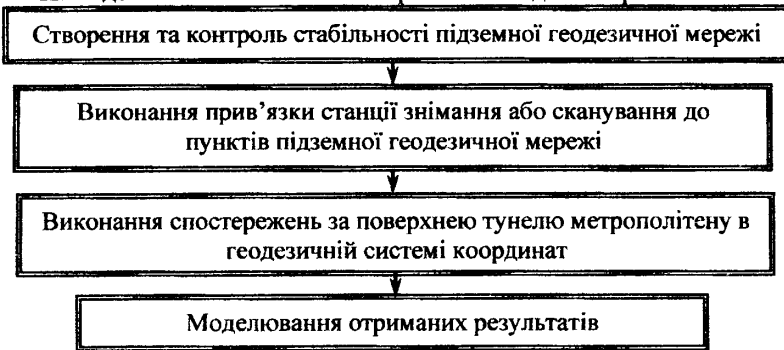 Створення та контроль стабільності підземної геодезичної мережі
Виконання прив'язки станції знімання або сканування до
пунктів підземної геодезичної мережі
Виконання спостережень за поверхнею тунелю метрополітену в
геодезичній системі координат
Моделювання отриманих результатів